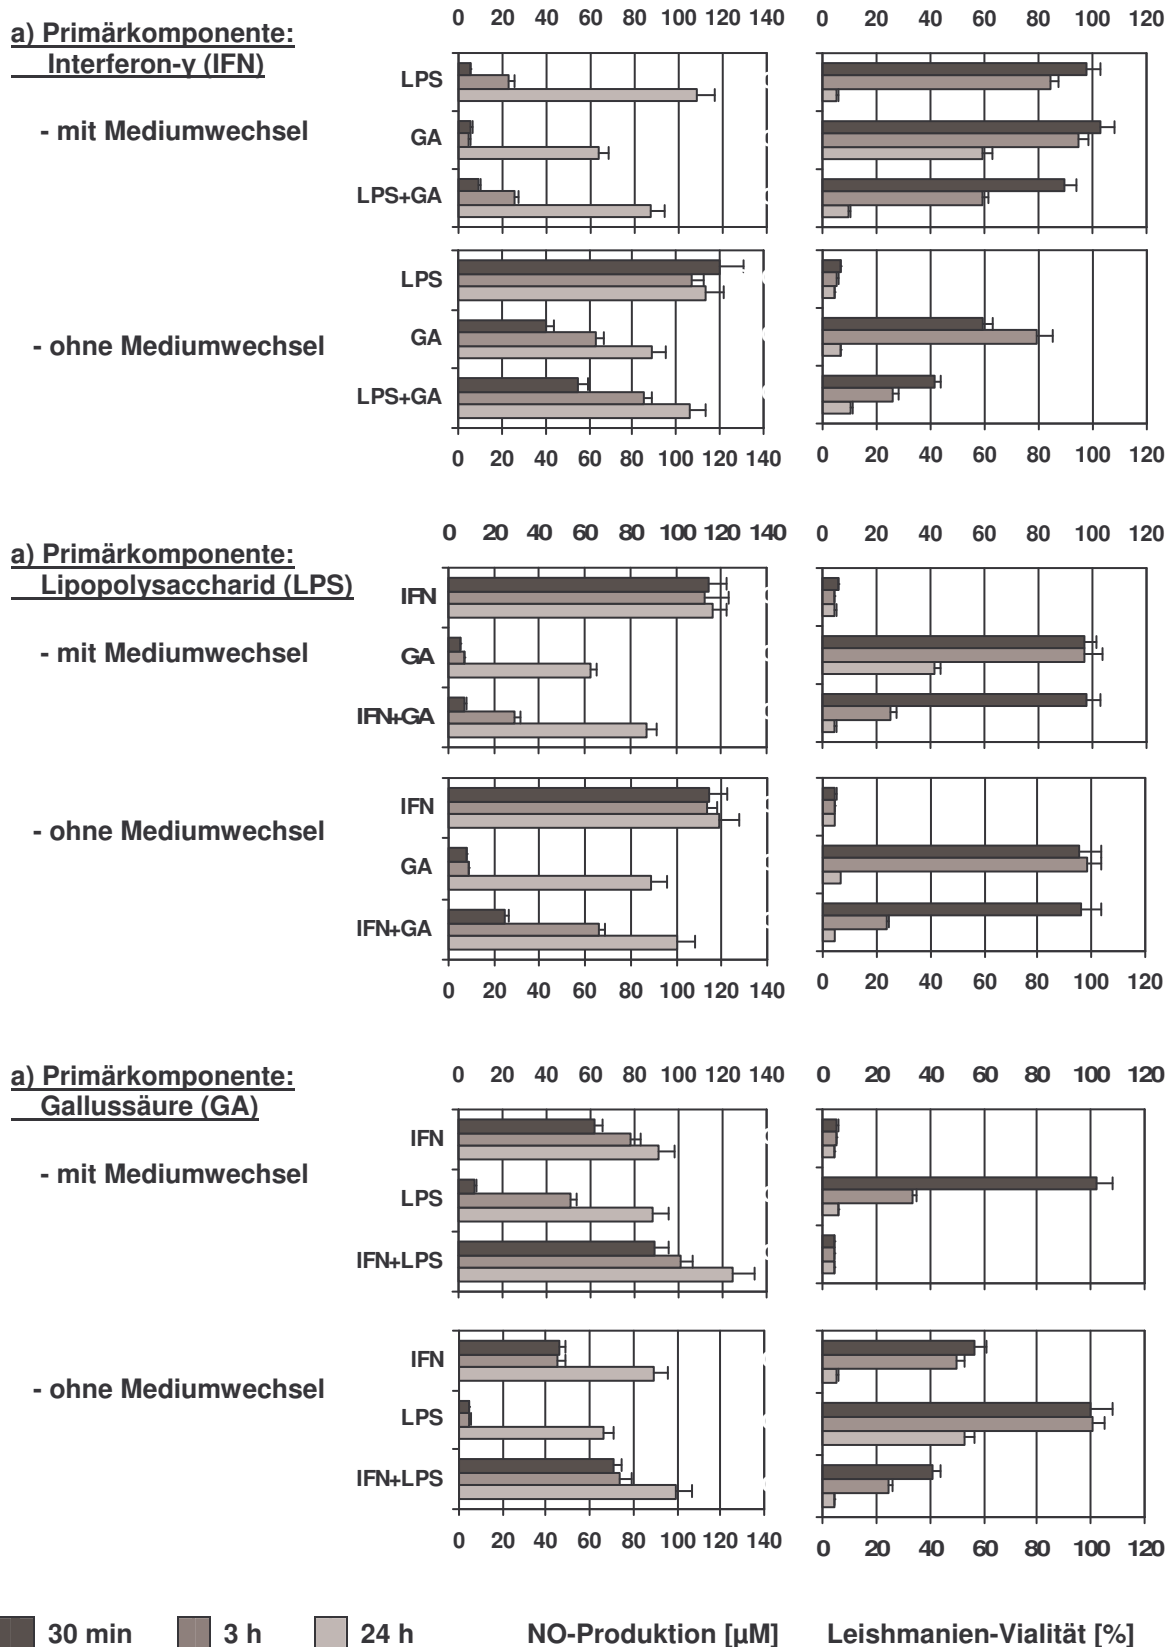 0 20 40 60 80 100 120 140 0 20 40 60 80 100 120
a) Primärkomponente:
Interferon-γ (IFN)
LPS
- mit Mediumwechsel
GA
LPS+GA
LPS
- ohne Mediumwechsel
GA
LPS+GA
0 20 40 60 80 100 120 140 0 20 40 60 80 100 120
0 20 40 60 80 100 120 140 0 20 40 60 80 100 120
a) Primärkomponente:
Lipopolysaccharid (LPS)
IFN
- mit Mediumwechsel
GA
IFN+GA
IFN
- ohne Mediumwechsel
GA
IFN+GA
0 20 40 60 80 100 120 140 0 20 40 60 80 100 120
a) Primärkomponente:
0 20 40 60 80 100 120 140 0 20 40 60 80 100 120
Gallussäure (GA)
IFN
- mit Mediumwechsel
LPS
IFN+LPS
IFN
- ohne Mediumwechsel
LPS
IFN+LPS
0 20 40 60 80 100 120 140 0 20 40 60 80 100 120
30 min 3 h 24 h NO-Produktion [µM] Leishmanien-Vialität [%]